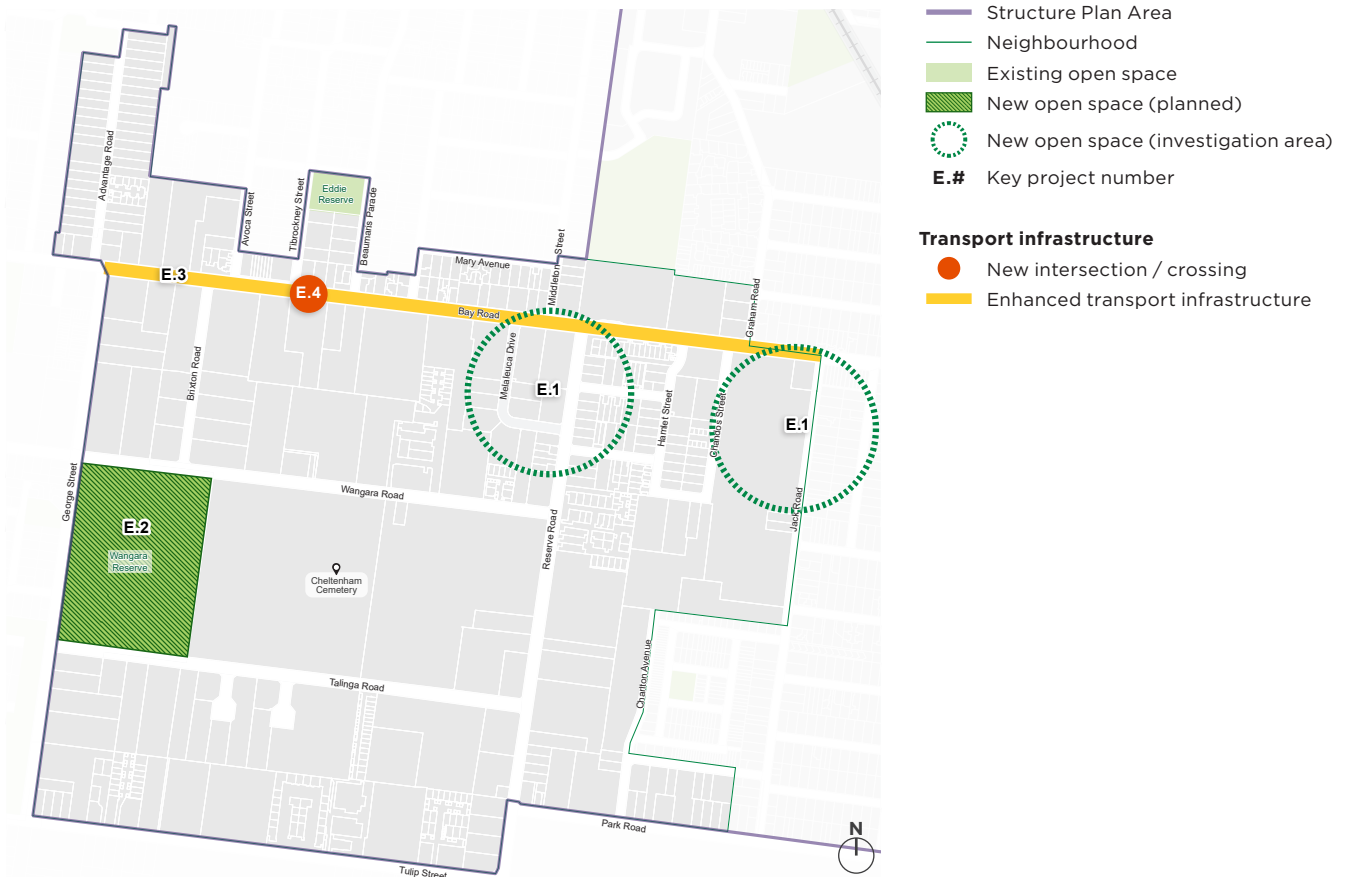 Structure Plan Area
Neighbourhood
Existing open space
New open space (planned)
New open space (investigation area)
E.# Key project number
Transport infrastructure
New intersection / crossing
Enhanced transport infrastructure
Advantage Road
Avoca Street
Tibrockney Street
Eddie
Reserve
Beaumaris Parade
Mary Avenue
Middleton Street
Graham Road
E.3
E.4
Bay Road
Brixton Road
Melaleuca Drive
E.1
Hamlet Street
Chandos Street
E.1
Jack Road
George Street
Wangara Road
Reserve Road
E.2
Wangara
Reserve
Cheltenham
Cemetery
Talinga Road
Charlton Avenue
Park Road
Tulip Street
N